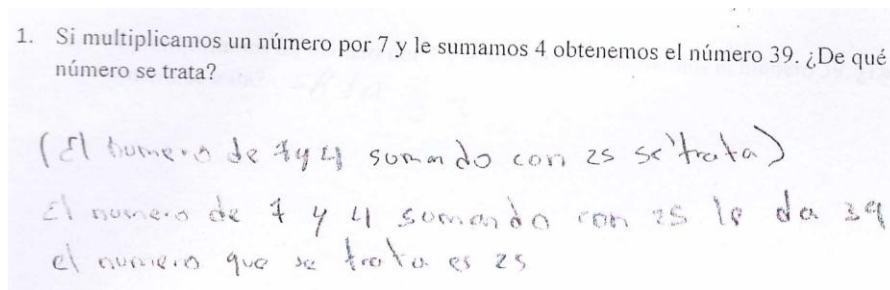 1. Si multiplicamos un número por 7 y le sumamos 4 obtenemos el número 39. ¿De qué
número se trata?
(El numero de 7 y 4 sumando con 25 se trata)
El numero de 7 y 4 sumando con 25 le da 39
el numero que se trata es 25